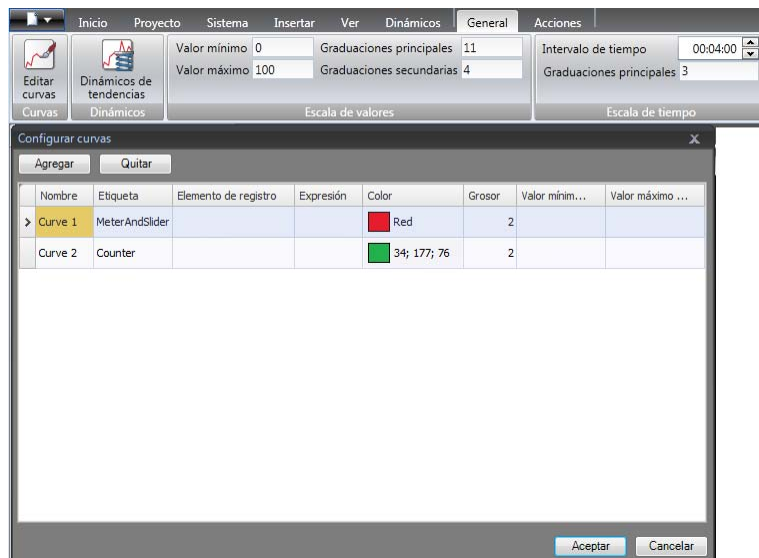 Inicio Proyecto Sistema Insertar Ver Dinámicos General Acciones
Valor mínimo 0 Graduaciones principales 11 Intervalo de tiempo 00:04:00
Valor máximo 100 Graduaciones secundarias 4 Graduaciones principales 3
Editar curvas
Dinámicos de tendencias
Curvas Dinámicos Escala de valores Escala de tiempo
Configurar curvas X
Agregar Quitar
Nombre Etiqueta Elemento de registro Expresión Color Grosor Valor mínim... Valor máximo ...
Curve 1 MeterAndSlider Red 2
Curve 2 Counter 34; 177; 76 2
Aceptar Cancelar